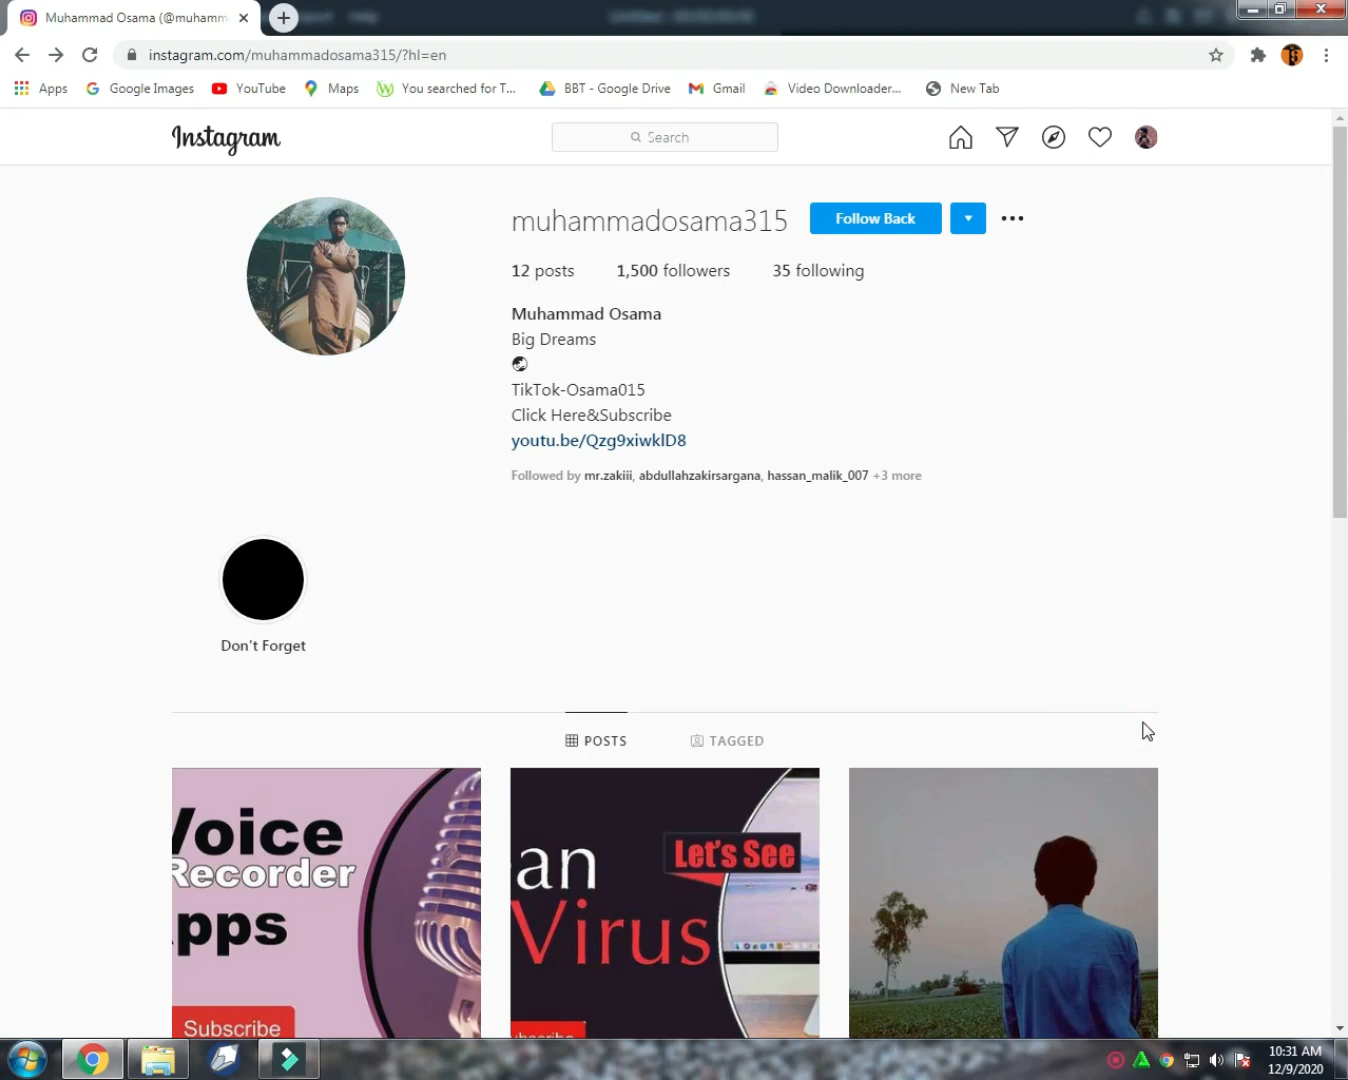 Muhammad Osama (@muhamm
instagram.com/muhammadosama315/?hl=en
Apps
Google Images
YouTube
Maps
You searched for T...
BBT - Google Drive
Gmail
Video Downloader...
New Tab
Instagram
Search
muhammadosama315
Follow Back
12 posts
1,500 followers
35 following
Muhammad Osama
Big Dreams
TikTok-Osama015
Click Here&Subscribe
youtu.be/Qzg9xiwklD8
Followed by mr.zakiii, abdullahzakirsargana, hassan_malik_007 +3 more
Don't Forget
POSTS
TAGGED
Voice
Recorder
Apps
Subscribe
an
Virus
Let's See
10:31 AM
12/9/2020